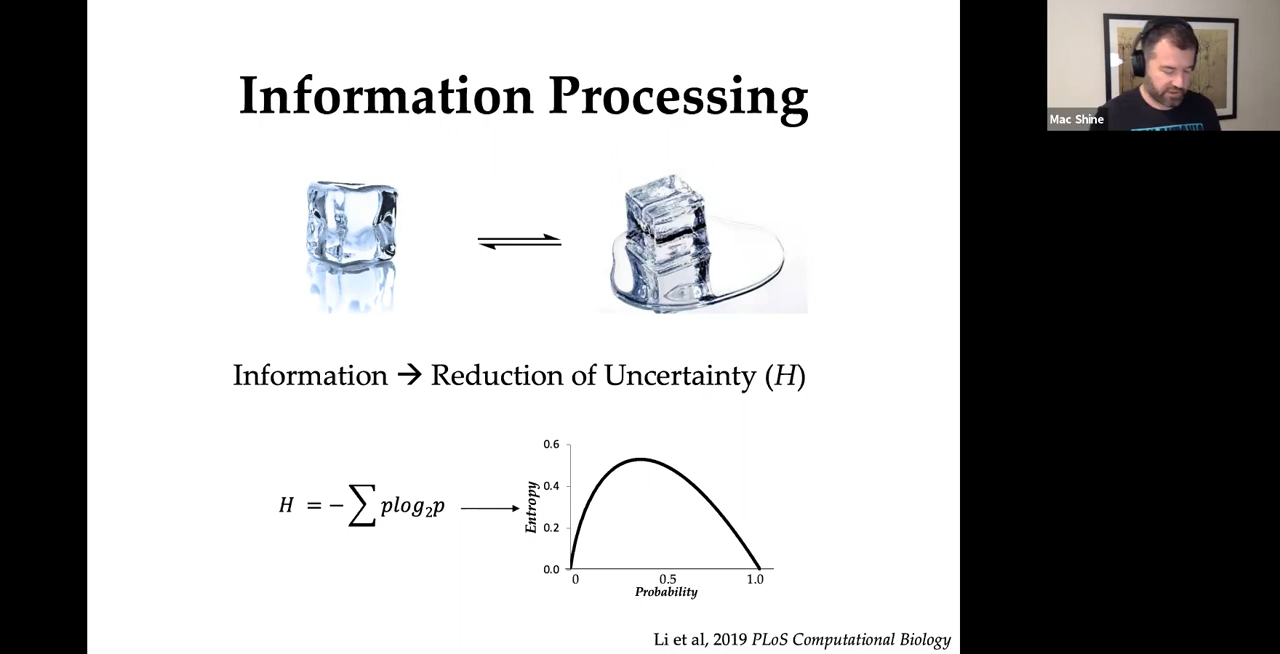 Information Processing
Mac Shine
Information → Reduction of Uncertainty (H)
H = −∑ plog₂p
Entropy
0.6
0.4
0.2
0.0
0 0.5 1.0
Probability
Li et al, 2019 PLoS Computational Biology